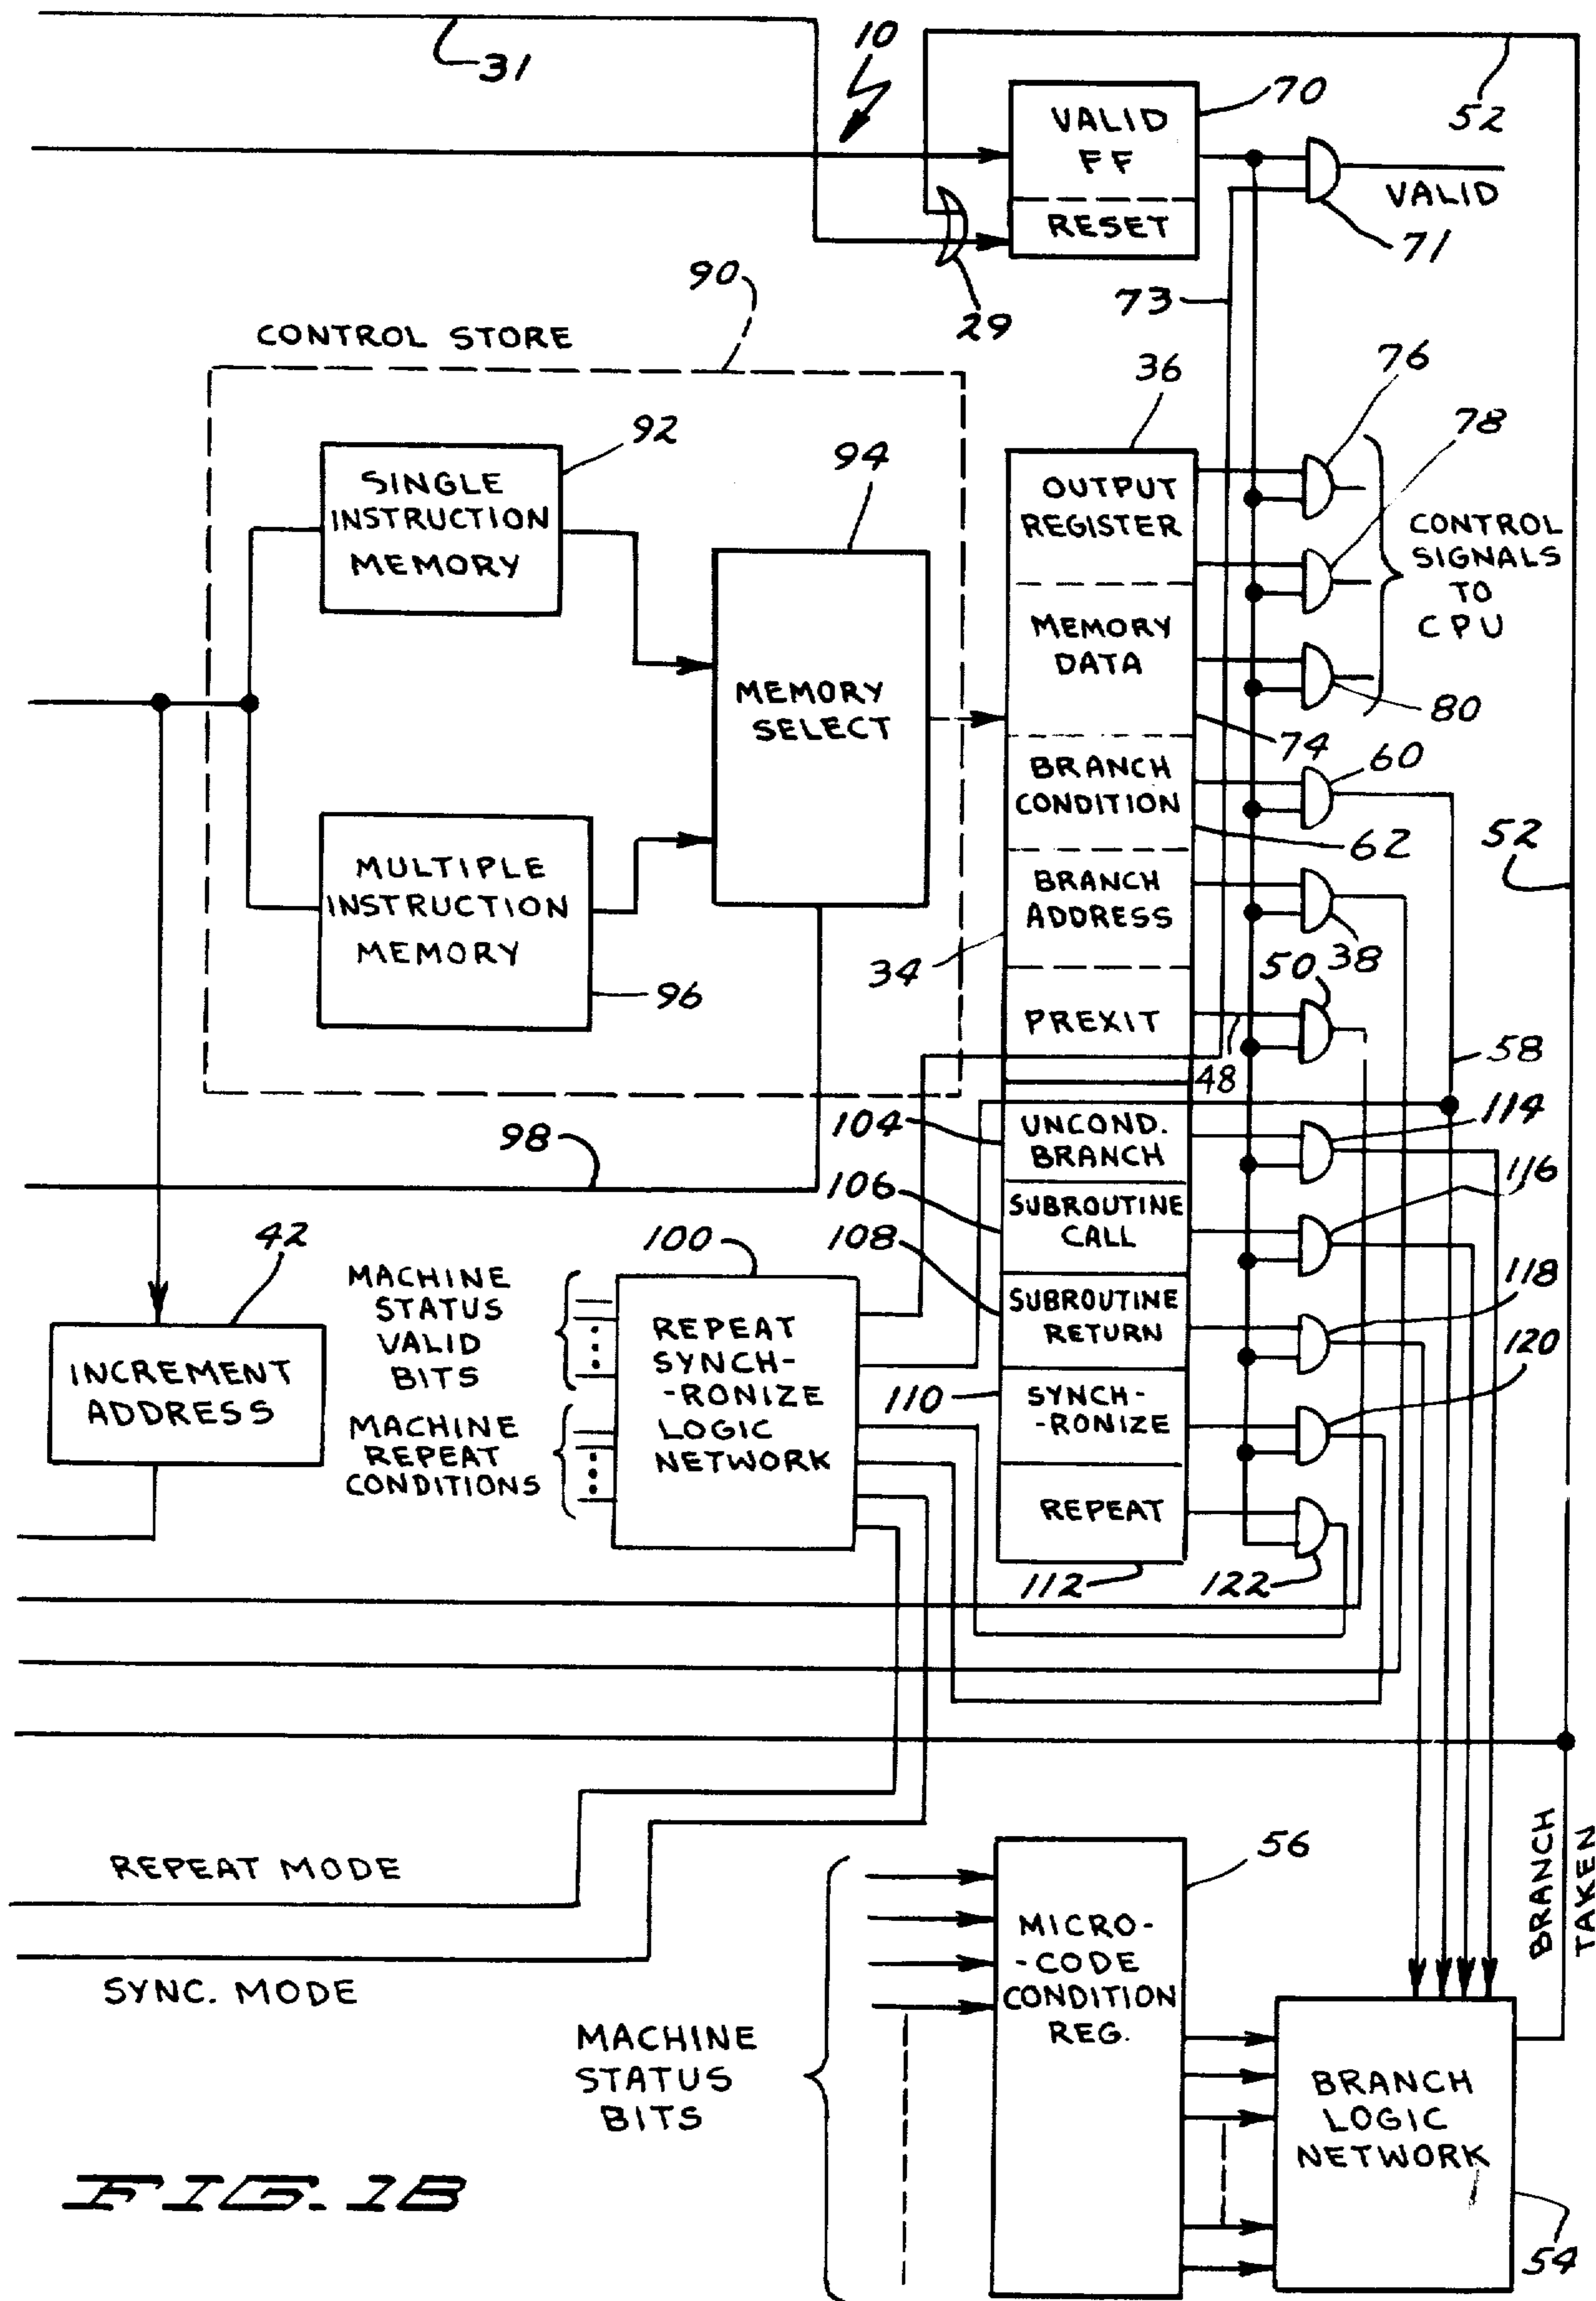 31
10
52
VALID
FF
RESET
70
VALID
71
29
73
CONTROL STORE
90
SINGLE
INSTRUCTION
MEMORY
92
94
MEMORY
SELECT
MULTIPLE
INSTRUCTION
MEMORY
96
98
36
OUTPUT
REGISTER
MEMORY
DATA
BRANCH
CONDITION
BRANCH
ADDRESS
PREXIT
34
74
62
48
76
78
80
CONTROL
SIGNALS
TO
CPU
60
38
50
52
58
104
UNCOND.
BRANCH
106
SUBROUTINE
CALL
108
SUBROUTINE
RETURN
110
SYNCH-
-RONIZE
REPEAT
112
114
116
118
120
122
42
INCREMENT
ADDRESS
MACHINE
STATUS
VALID
BITS
MACHINE
REPEAT
CONDITIONS
100
REPEAT
SYNCH-
-RONIZE
LOGIC
NETWORK
REPEAT MODE
SYNC. MODE
MACHINE
STATUS
BITS
56
MICRO-
-CODE
CONDITION
REG.
BRANCH
TAKEN
BRANCH
LOGIC
NETWORK
54
FIG. 1B